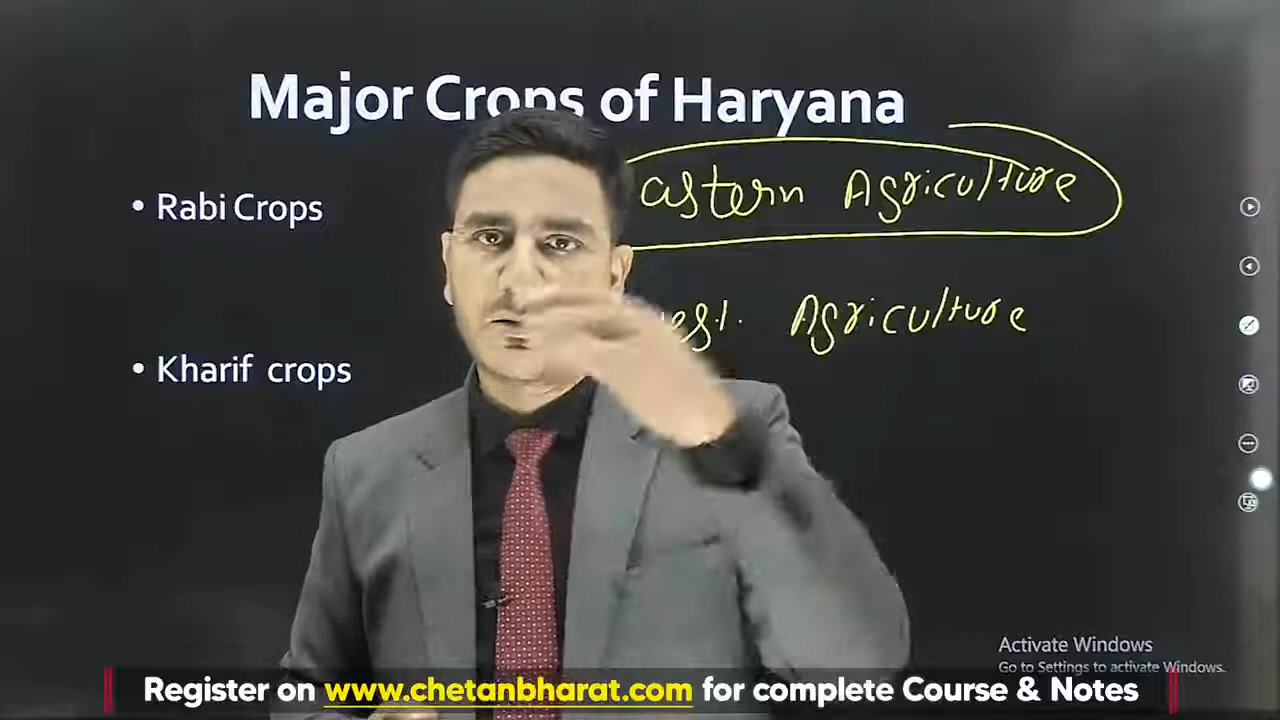 Major Crops of Haryana
• Rabi Crops
astern Agriculture
West. Agriculture
• Kharif crops
Activate Windows
Go to Settings to activate Windows.
Register on www.chetanbharat.com for complete Course & Notes